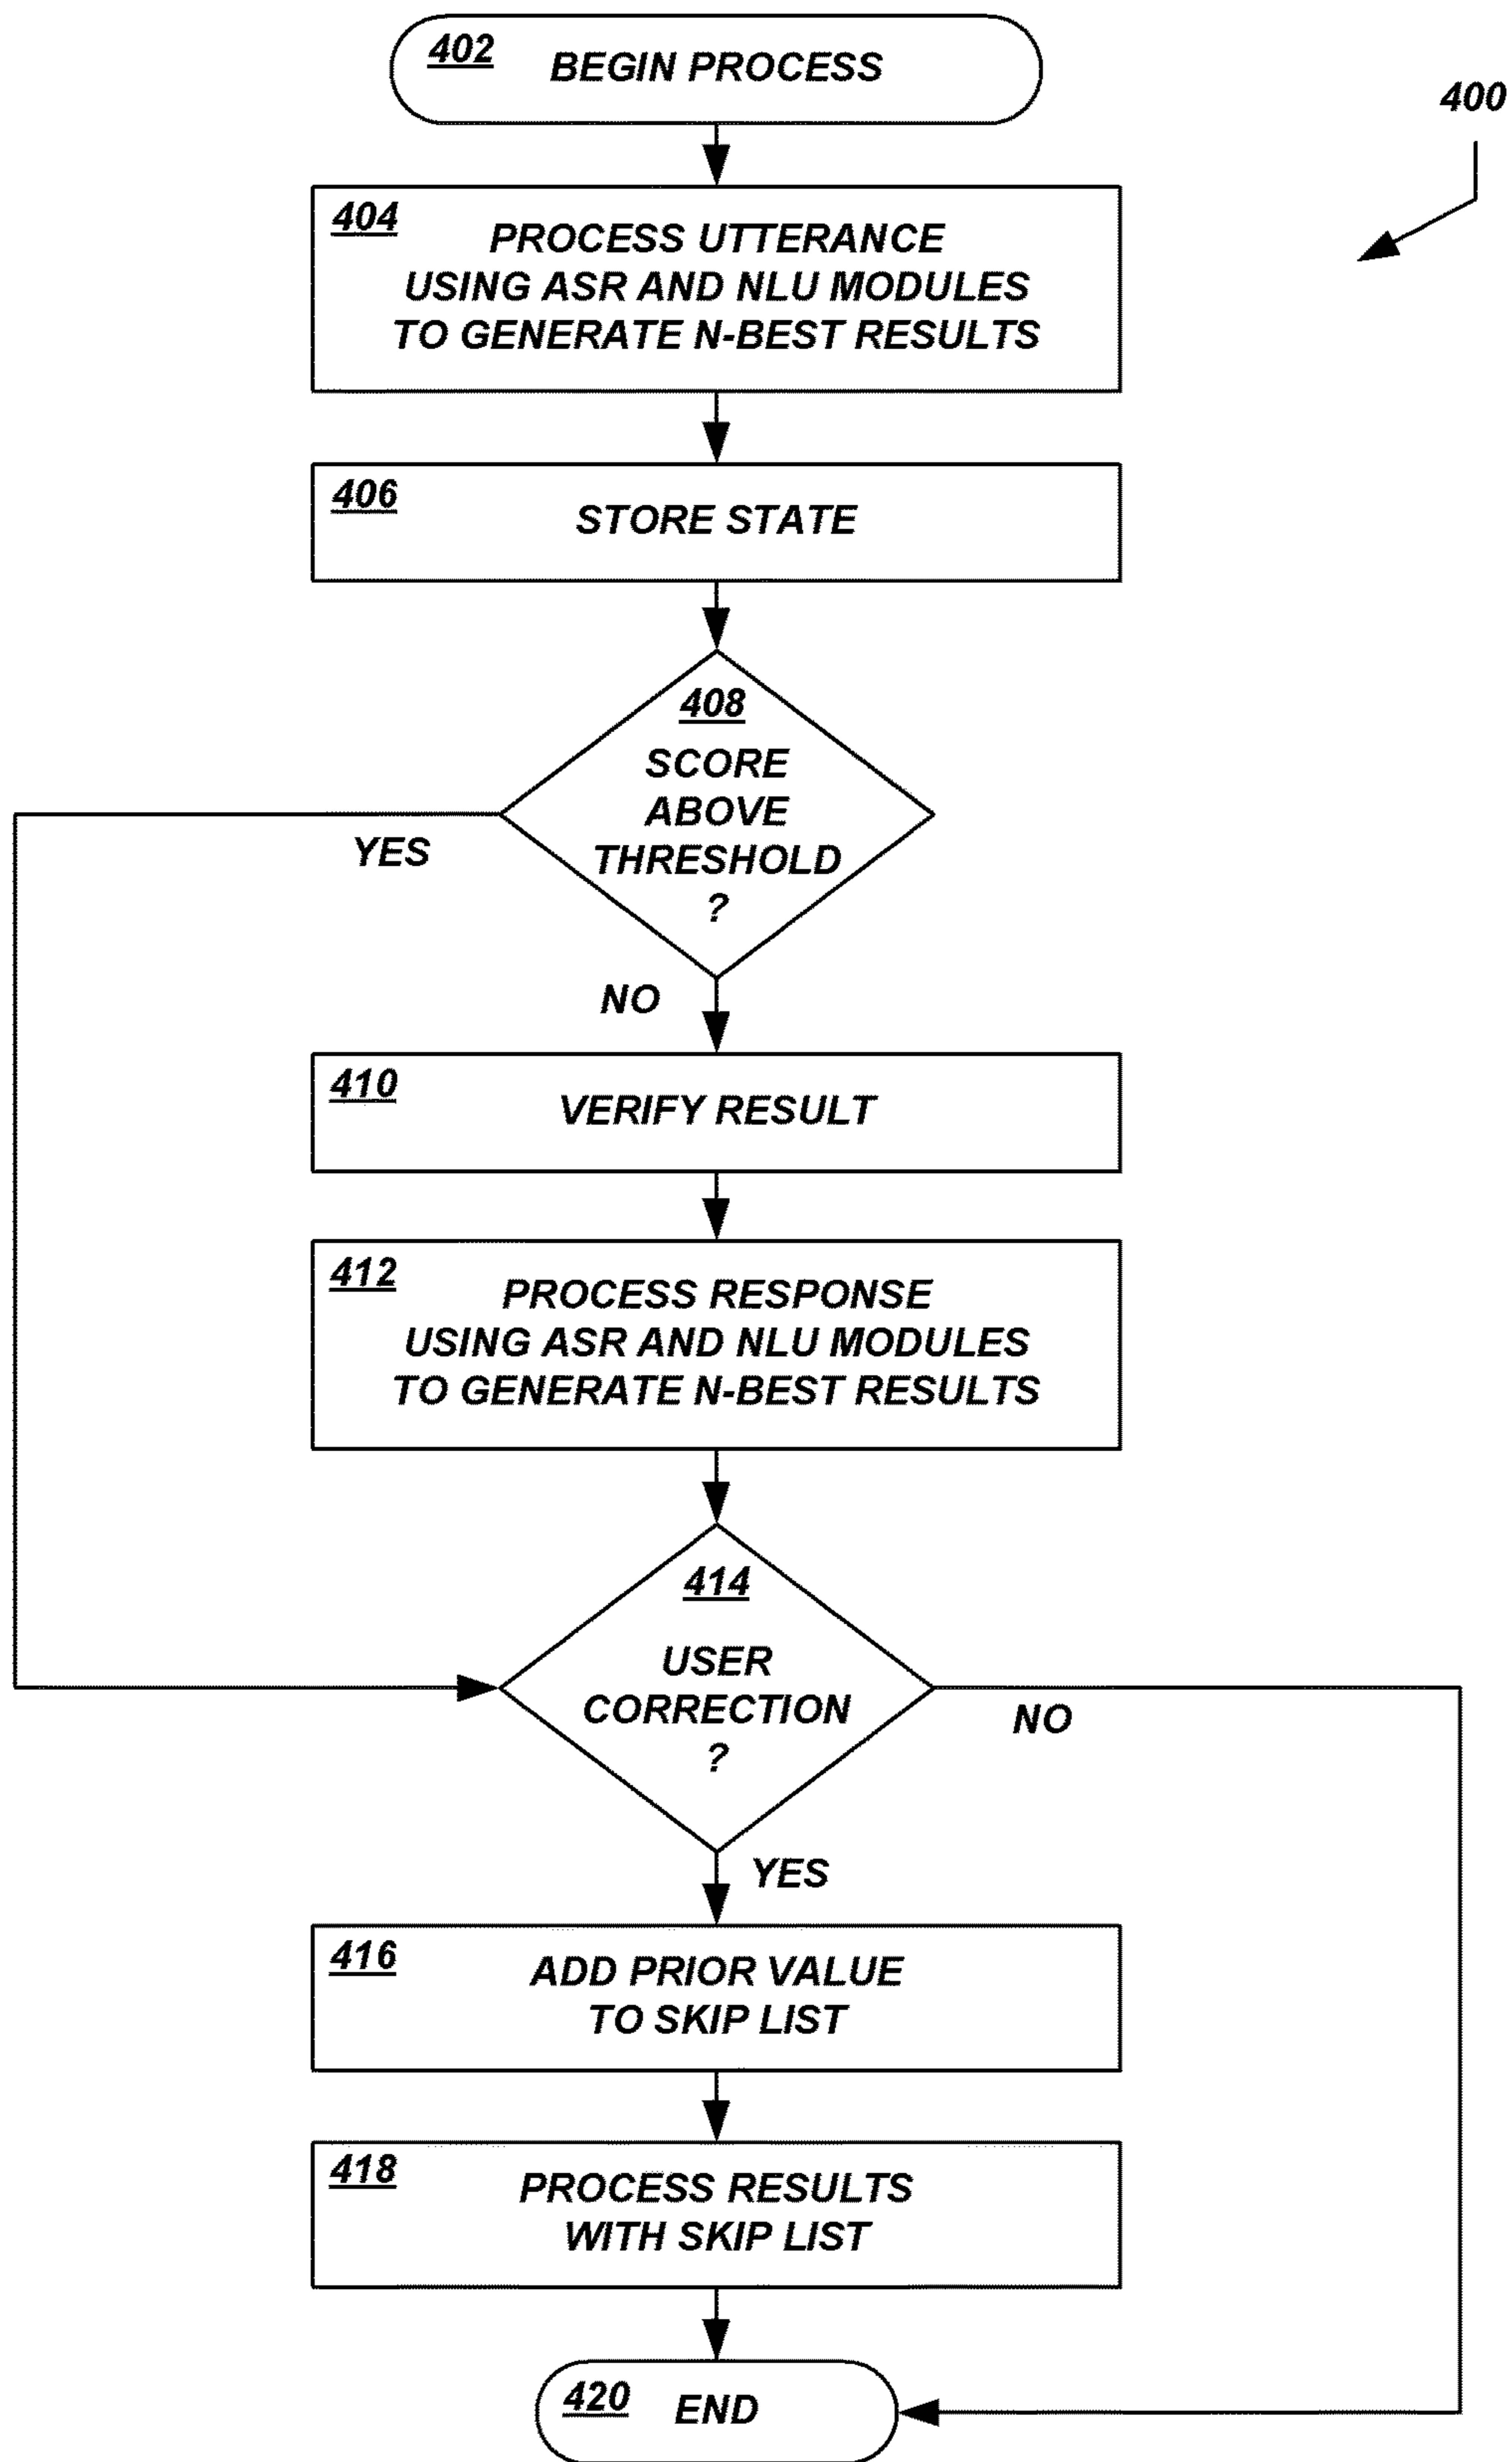 402 BEGIN PROCESS
400
404
PROCESS UTTERANCE
USING ASR AND NLU MODULES
TO GENERATE N-BEST RESULTS
406
STORE STATE
408
SCORE
ABOVE
THRESHOLD
?
YES
NO
410
VERIFY RESULT
412
PROCESS RESPONSE
USING ASR AND NLU MODULES
TO GENERATE N-BEST RESULTS
414
USER
CORRECTION
?
NO
YES
416
ADD PRIOR VALUE
TO SKIP LIST
418
PROCESS RESULTS
WITH SKIP LIST
420 END